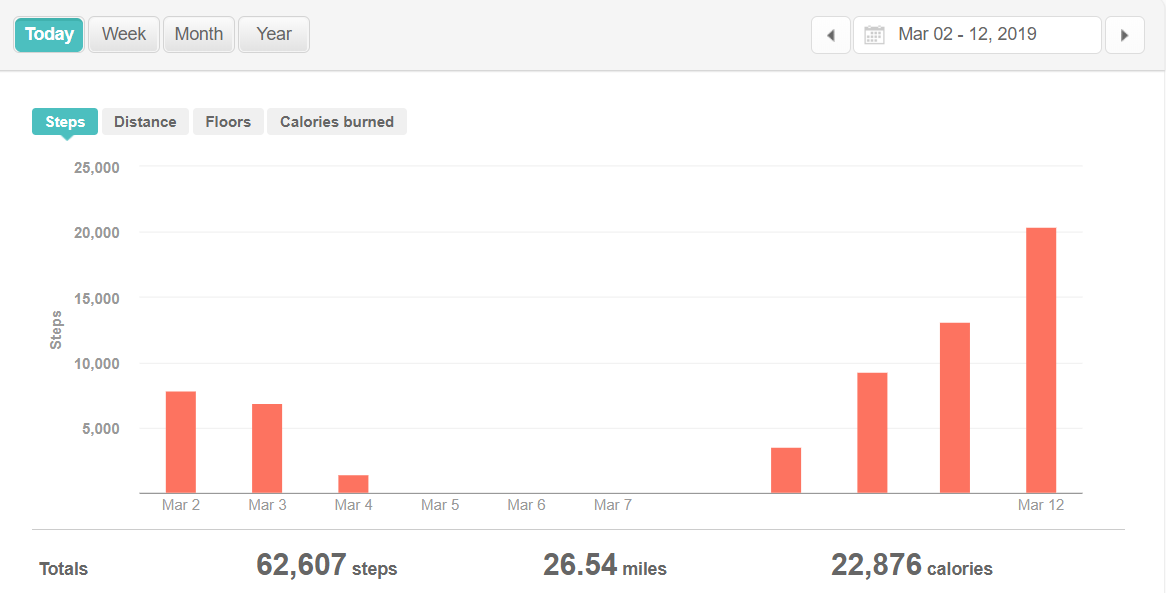 Today Week Month Year Mar 02 - 12, 2019
Steps Distance Floors Calories burned
25,000
20,000
15,000
10,000
5,000
Steps
Mar 2 Mar 3 Mar 4 Mar 5 Mar 6 Mar 7 Mar 12
Totals 62,607 steps 26.54 miles 22,876 calories